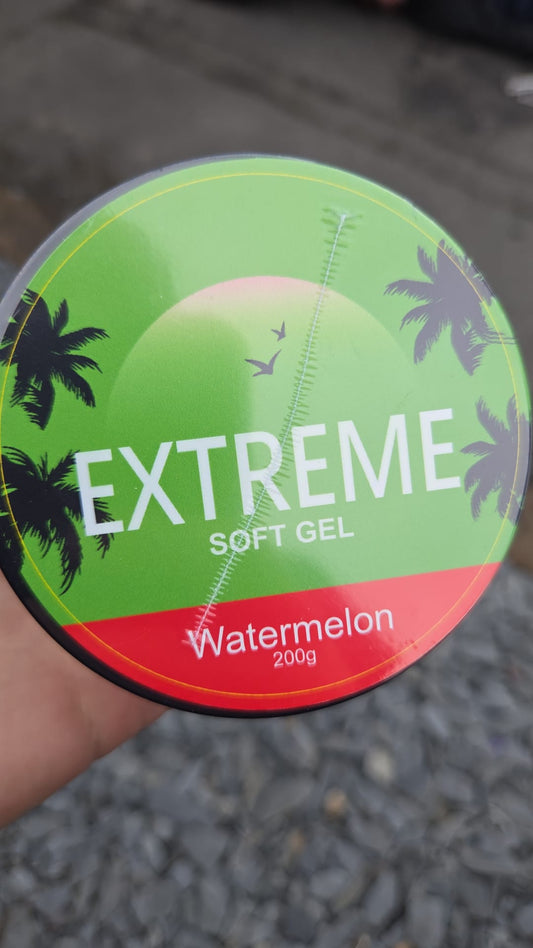 EXTREME
SOFT GEL
Watermelon
200g